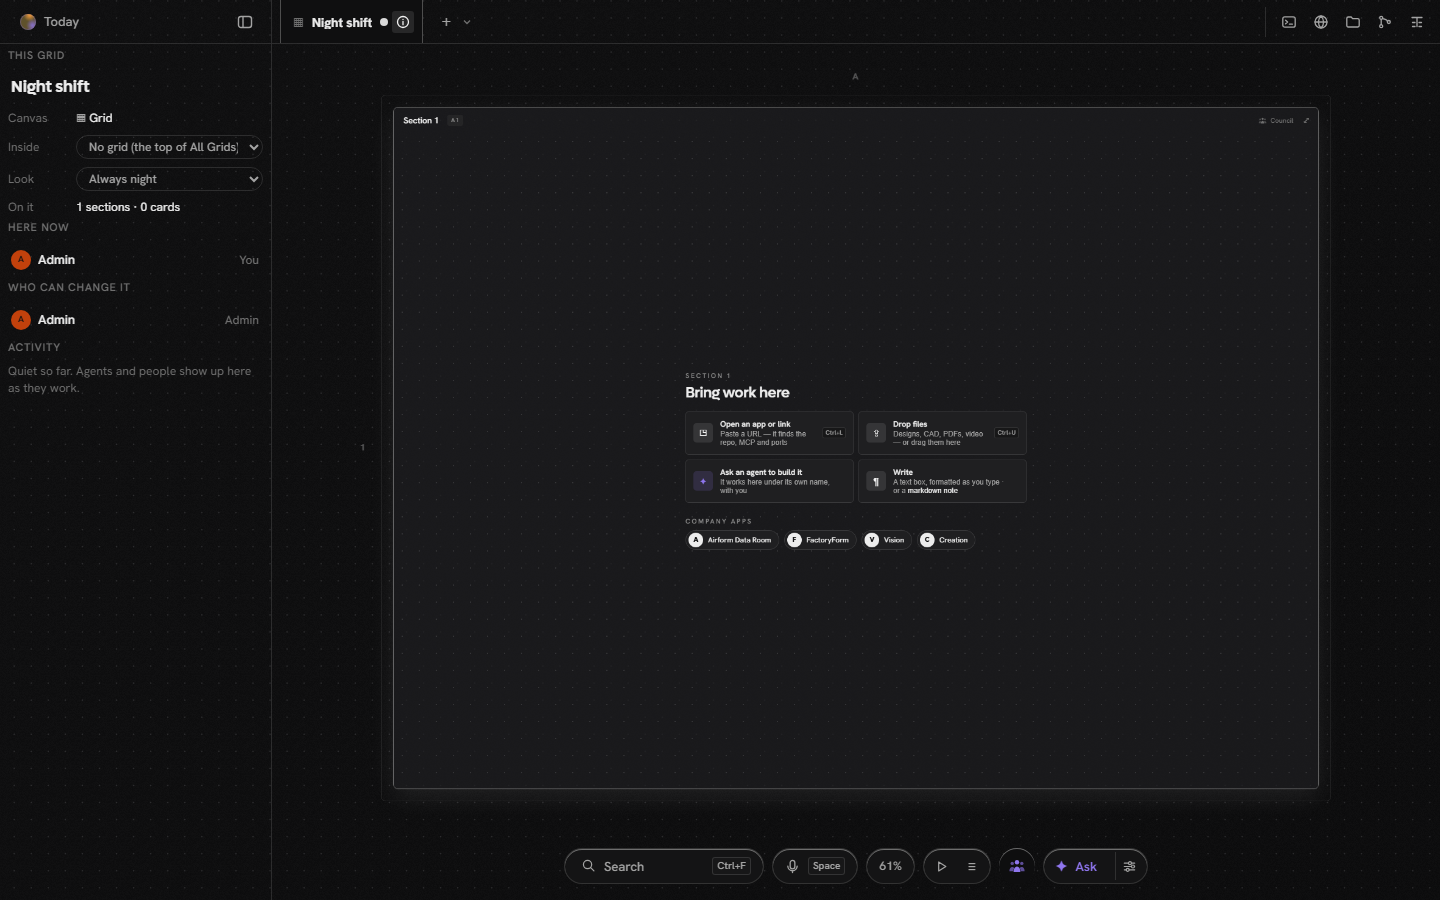 Today
Night shift
THIS GRID
Night shift
Canvas Grid
Inside No grid (the top of All Grids)
Look Always night
On it 1 sections · 0 cards
HERE NOW
A Admin You
WHO CAN CHANGE IT
A Admin Admin
ACTIVITY
Quiet so far. Agents and people show up here
as they work.
A
1
Section 1 A1
Council
SECTION 1
Bring work here
Open an app or link
Paste a URL — it finds the
repo, MCP and ports
Ctrl+L
Drop files
Designs, CAD, PDFs, video
— or drag them here
Ctrl+U
Ask an agent to build it
It works here under its own name,
with you
Write
A text box, formatted as you type
or a markdown note
COMPANY APPS
A Airform Data Room F FactoryForm V Vision C Creation
Search Ctrl+F Space 61% Ask